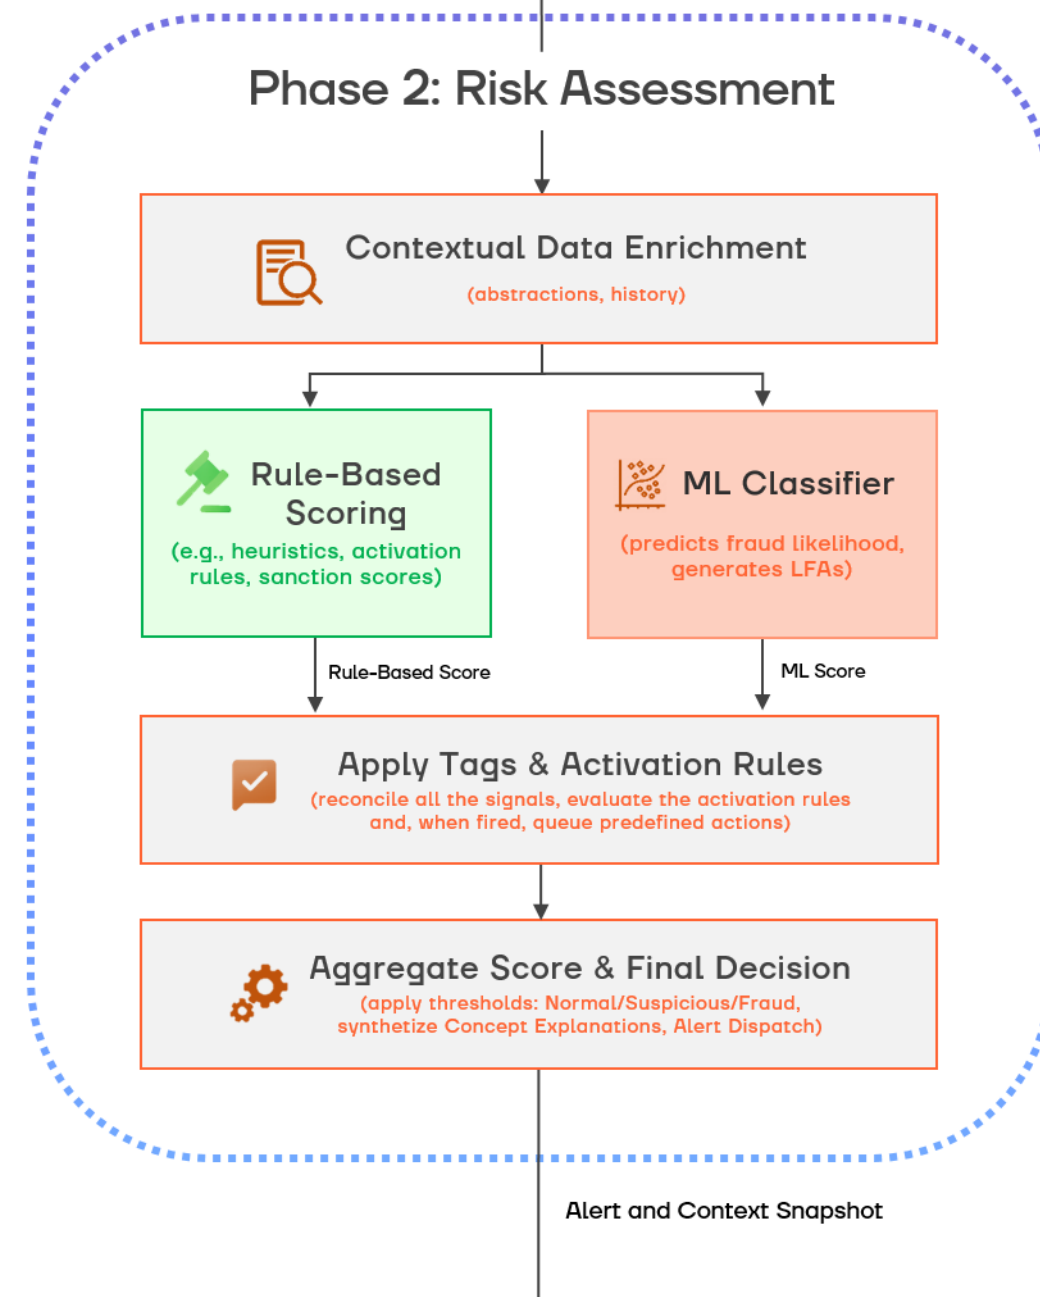 Phase 2: Risk Assessment
Contextual Data Enrichment
(abstractions, history)
Rule-Based
Scoring
(e.g., heuristics, activation
rules, sanction scores)
ML Classifier
(predicts fraud likelihood,
generates LFAs)
Rule-Based Score
ML Score
Apply Tags & Activation Rules
(reconcile all the signals, evaluate the activation rules
and, when fired, queue predefined actions)
Aggregate Score & Final Decision
(apply thresholds: Normal/Suspicious/Fraud,
synthetize Concept Explanations, Alert Dispatch)
Alert and Context Snapshot